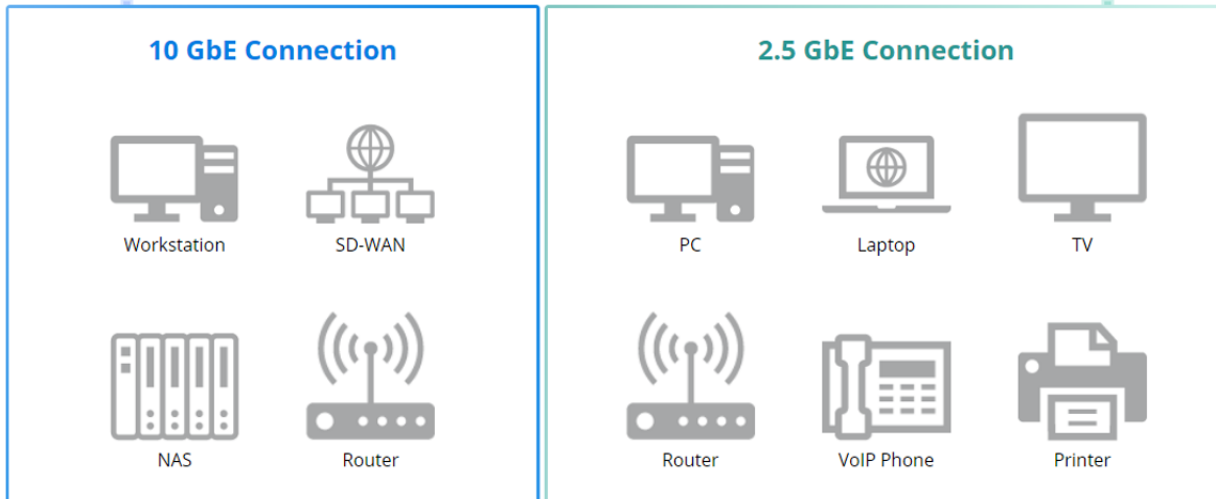 10 GbE Connection
Workstation
SD-WAN
NAS
Router
2.5 GbE Connection
PC
Laptop
TV
Router
VoIP Phone
Printer